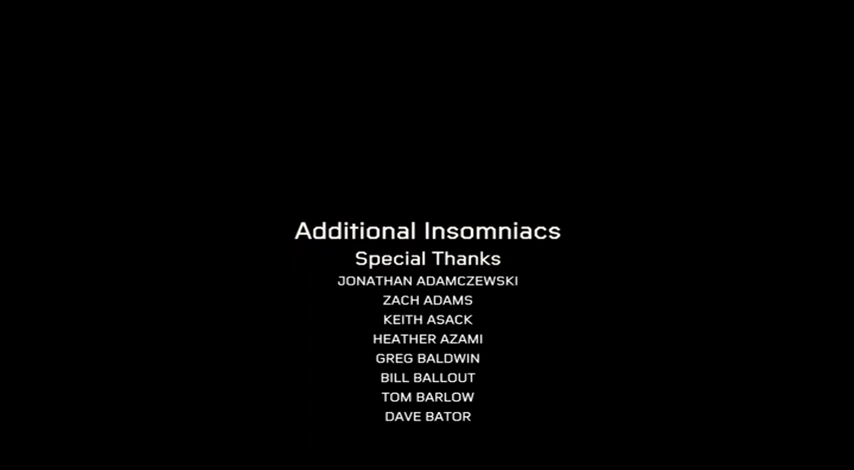 Additional Insomniacs
Special Thanks
JONATHAN ADAMCZEWSKI
ZACH ADAMS
KEITH ASACK
HEATHER AZAMI
GREG BALDWIN
BILL BALLOUT
TOM BARLOW
DAVE BATOR